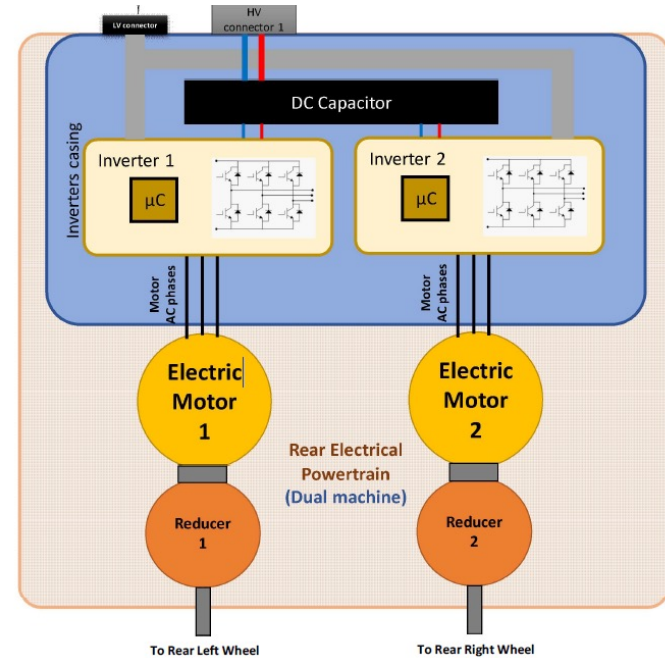 LV connector
HV
connector 1
DC Capacitor
Inverters casing
Inverter 1
µC
Inverter 2
µC
Motor
AC phases
Motor
AC phases
Electric
Motor
1
Electric
Motor
2
Rear Electrical
Powertrain
(Dual machine)
Reducer
1
Reducer
2
To Rear Left Wheel
To Rear Right Wheel